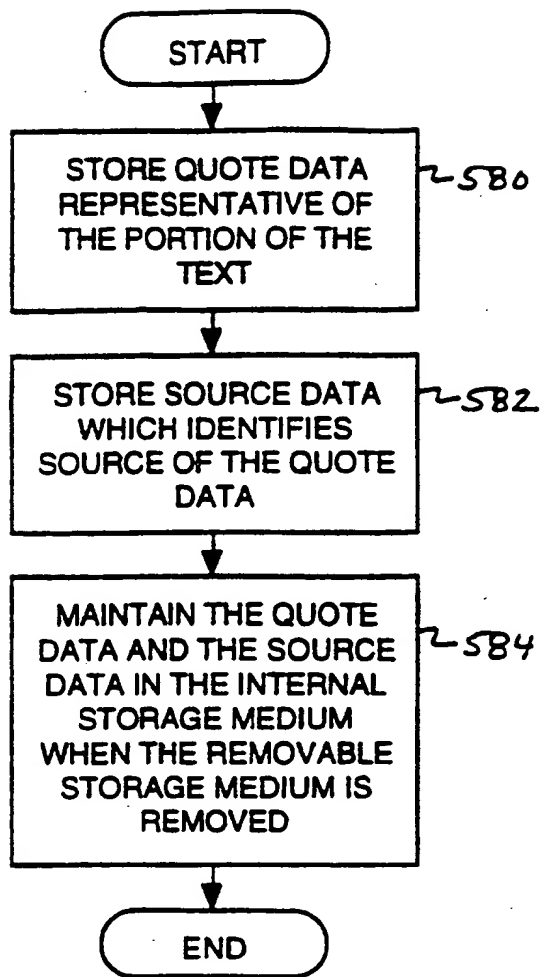 START
STORE QUOTE DATA
REPRESENTATIVE OF
THE PORTION OF THE
TEXT
580
STORE SOURCE DATA
WHICH IDENTIFIES
SOURCE OF THE QUOTE
DATA
582
MAINTAIN THE QUOTE
DATA AND THE SOURCE
DATA IN THE INTERNAL
STORAGE MEDIUM
WHEN THE REMOVABLE
STORAGE MEDIUM IS
REMOVED
584
END